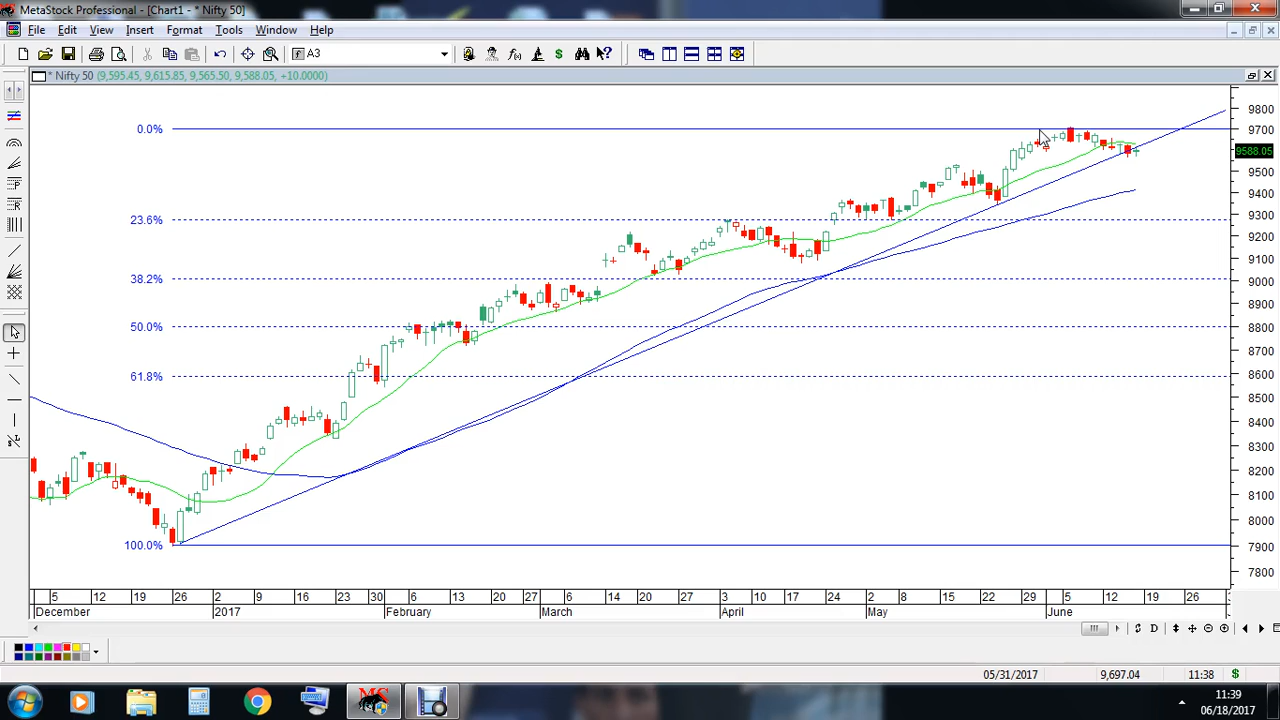 MetaStock Professional - [Chart1 - * Nifty 50]
File Edit View Insert Format Tools Window Help
A3
* Nifty 50 (9,595.45, 9,615.85, 9,565.50, 9,588.05, +10.0000)
9800
0.0% 9700
9588.05
9500
9400
23.6% 9300
9200
9100
38.2% 9000
8900
50.0% 8800
8700
61.8% 8600
8500
8400
8300
8200
8100
8000
100.0% 7900
7800
5 12 19 26 2 9 16 23 30 6 13 20 27 6 14 20 27 3 10 17 24 2 8 15 22 29 5 12 19 26
December 2017 February March April May June
D
05/31/2017 9,697.04 11:38 $
MS 11:39
06/18/2017